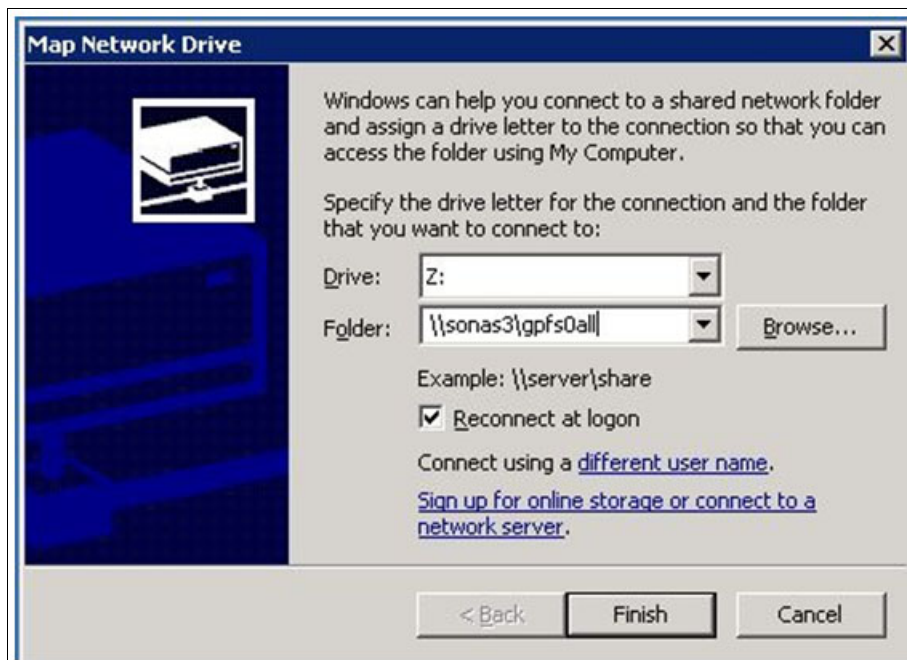 Map Network Drive
Windows can help you connect to a shared network folder
and assign a drive letter to the connection so that you can
access the folder using My Computer.
Specify the drive letter for the connection and the folder
that you want to connect to:
Drive: Z:
Folder: \\sonas3\gpfs0all Browse...
Example: \\server\share
Reconnect at logon
Connect using a different user name.
Sign up for online storage or connect to a
network server.
< Back Finish Cancel